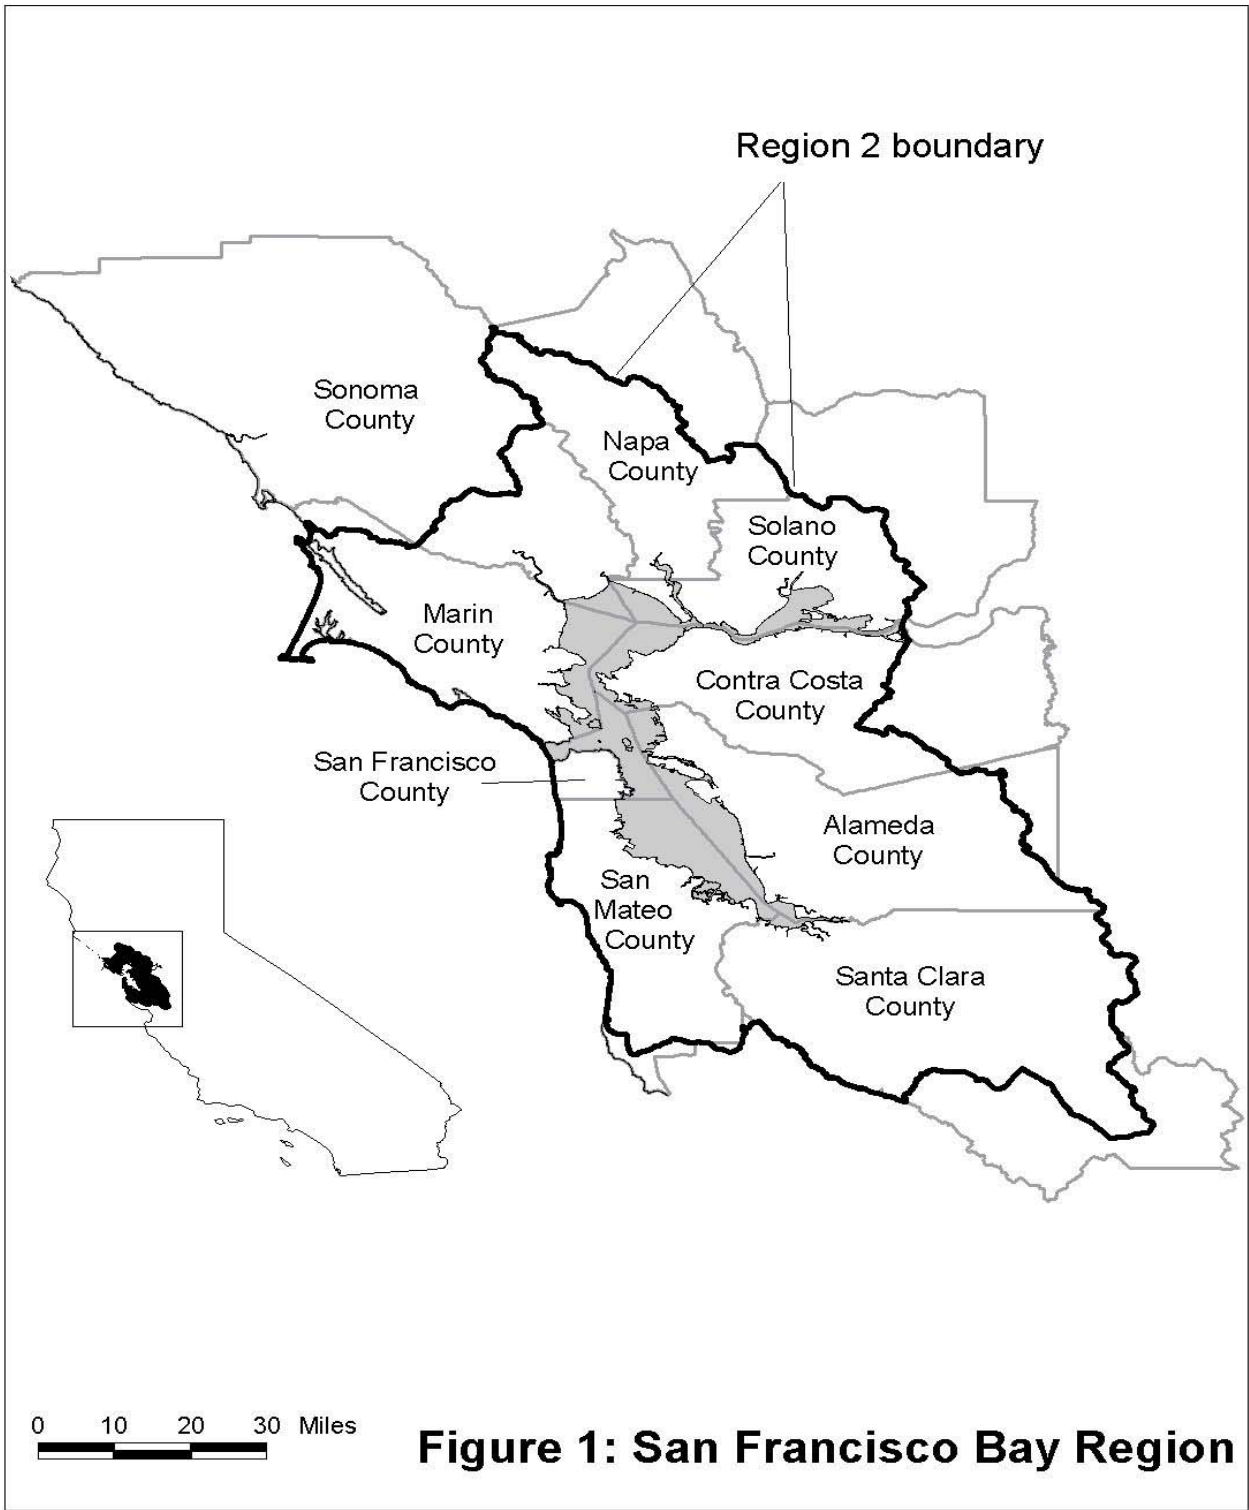 Region 2 boundary
Sonoma
County
Napa
County
Solano
County
Marin
County
Contra Costa
County
San Francisco
County
Alameda
County
San
Mateo
County
Santa Clara
County
0 10 20 30 Miles
Figure 1: San Francisco Bay Region